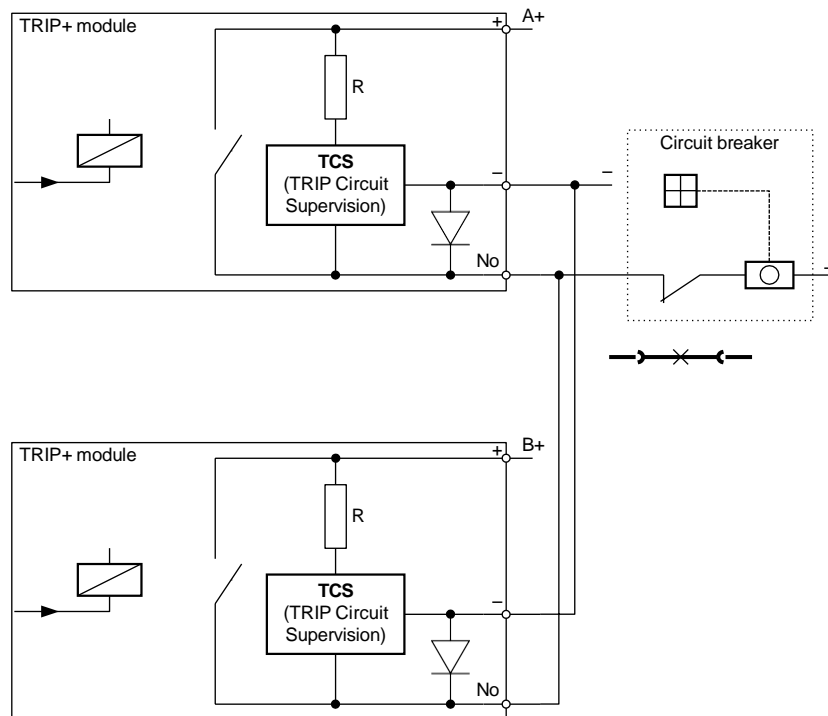 TRIP+ module
+ A+
R
TCS
(TRIP Circuit
Supervision)
– –
No
Circuit breaker
–
TRIP+ module
+ B+
R
TCS
(TRIP Circuit
Supervision)
–
No